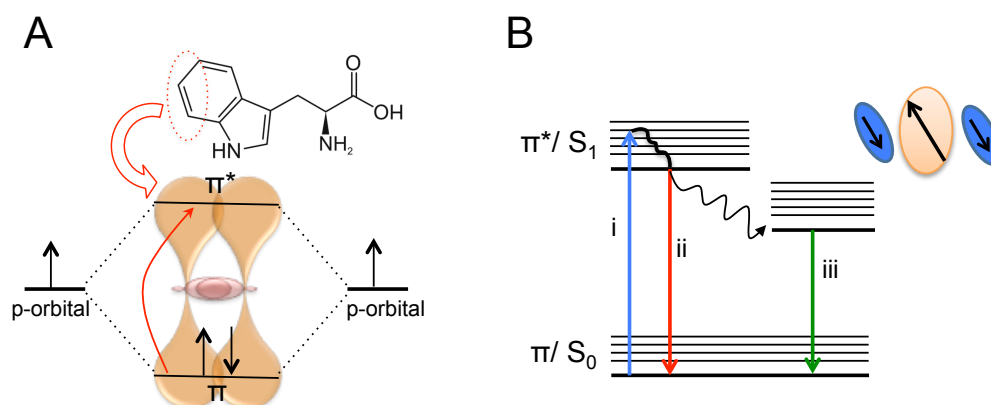 A
O
OH
NH2
HN
π*
p-orbital
p-orbital
π
B
π*/ S1
i
ii
iii
π/ S0